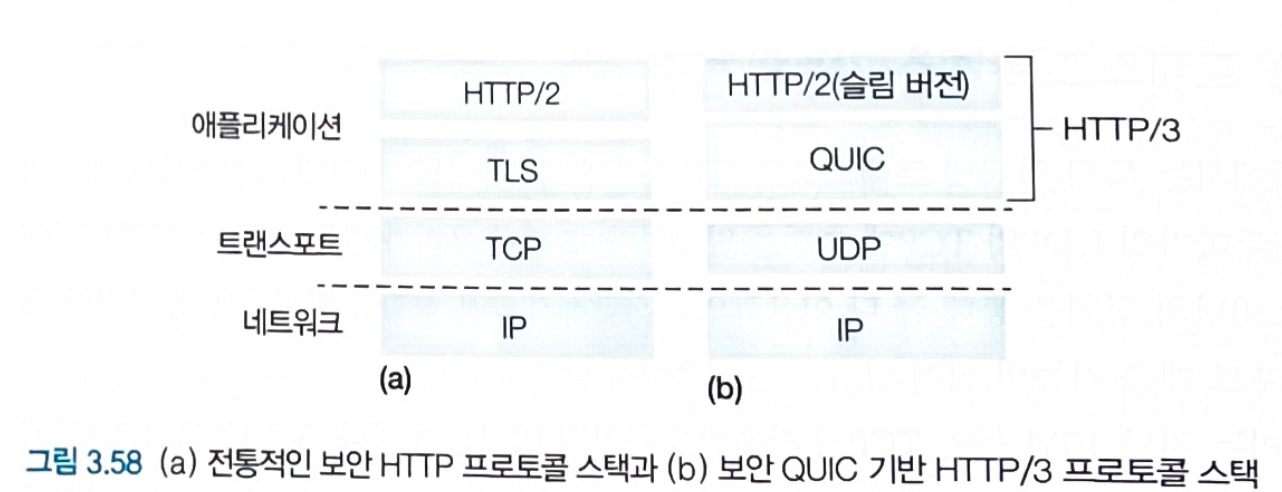 애플리케이션
HTTP/2
TLS
HTTP/2(슬림 버전)
QUIC
HTTP/3
트랜스포트
TCP
UDP
네트워크
IP
IP
(a)
(b)
그림 3.58 (a) 전통적인 보안 HTTP 프로토콜 스택과 (b) 보안 QUIC 기반 HTTP/3 프로토콜 스택